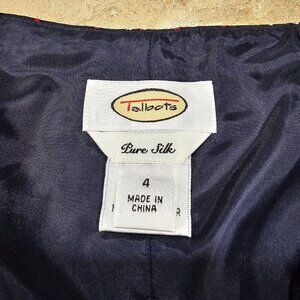 Talbots
Pure Silk
4
MADE IN
CHINA